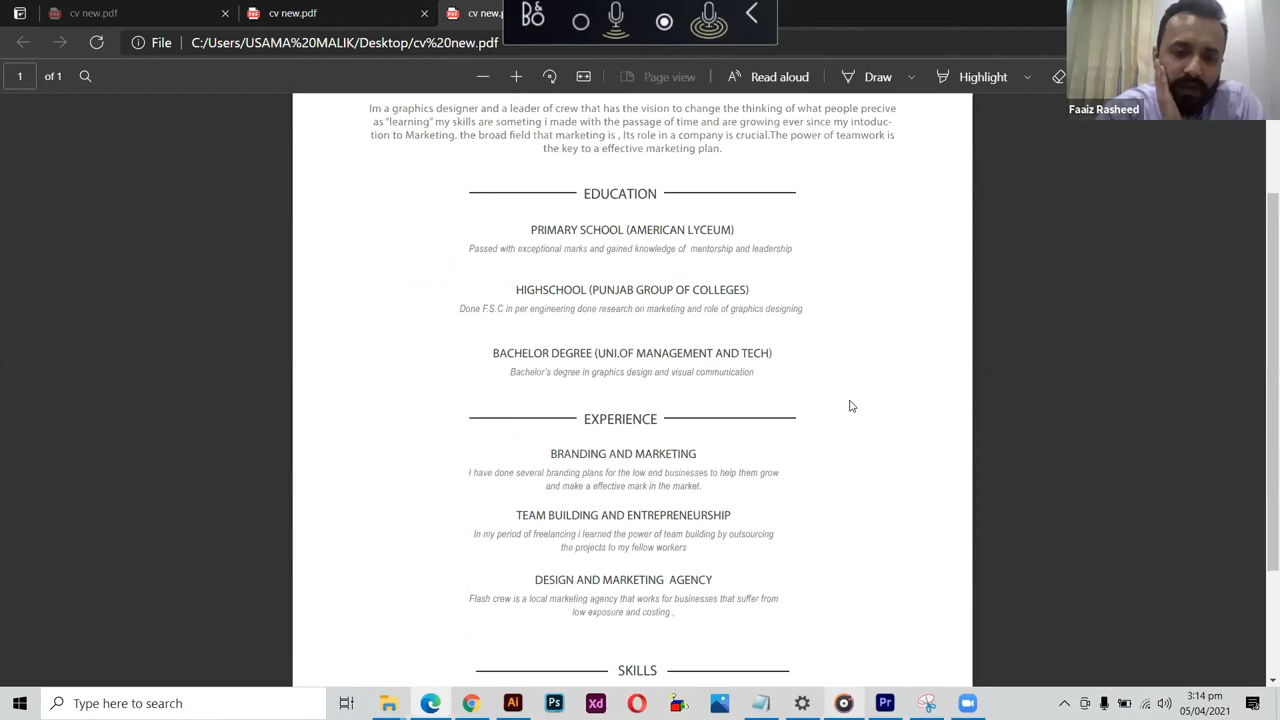 cv new.pdf
cv new.pdf
File
C:/Users/USAMA%20MALIK/Desktop/cv%20new.pdf
1
of 1
Page view
Read aloud
Draw
Highlight
B&O
Faaiz Rasheed
Im a graphics designer and a leader of crew that has the vision to change the thinking of what people precive
as "learning" my skills are someting i made with the passage of time and are growing ever since my intoduc-
tion to Marketing. the broad field that marketing is , Its role in a company is crucial.The power of teamwork is
the key to a effective marketing plan.
EDUCATION
PRIMARY SCHOOL (AMERICAN LYCEUM)
Passed with exceptional marks and gained knowledge of mentorship and leadership
HIGHSCHOOL (PUNJAB GROUP OF COLLEGES)
Done F.S.C in per engineering done research on marketing and role of graphics designing
BACHELOR DEGREE (UNI.OF MANAGEMENT AND TECH)
Bachelor's degree in graphics design and visual communication
EXPERIENCE
BRANDING AND MARKETING
I have done several branding plans for the low end businesses to help them grow
and make a effective mark in the market.
TEAM BUILDING AND ENTREPRENEURSHIP
In my period of freelancing i learned the power of team building by outsourcing
the projects to my fellow workers
DESIGN AND MARKETING AGENCY
Flash crew is a local marketing agency that works for businesses that suffer from
low exposure and costing ,
SKILLS
Type here to search
Ai
Ps
Xd
Pr
3:14 pm
05/04/2021